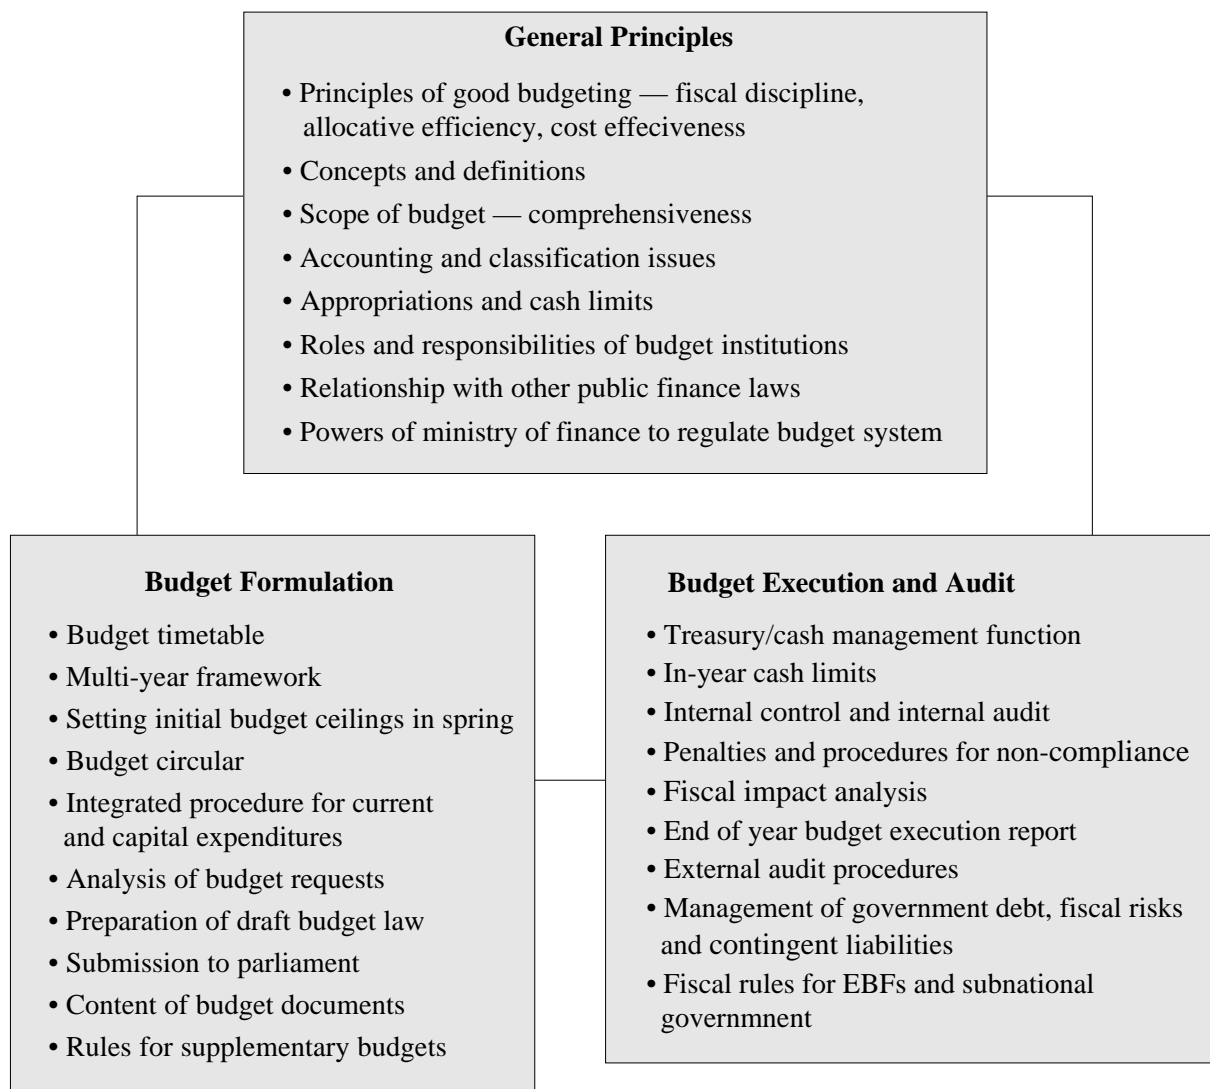 General Principles
• Principles of good budgeting — fiscal discipline,
allocative efficiency, cost effeciveness
• Concepts and definitions
• Scope of budget — comprehensiveness
• Accounting and classification issues
• Appropriations and cash limits
• Roles and responsibilities of budget institutions
• Relationship with other public finance laws
• Powers of ministry of finance to regulate budget system
Budget Formulation
• Budget timetable
• Multi-year framework
• Setting initial budget ceilings in spring
• Budget circular
• Integrated procedure for current
and capital expenditures
• Analysis of budget requests
• Preparation of draft budget law
• Submission to parliament
• Content of budget documents
• Rules for supplementary budgets
Budget Execution and Audit
• Treasury/cash management function
• In-year cash limits
• Internal control and internal audit
• Penalties and procedures for non-compliance
• Fiscal impact analysis
• End of year budget execution report
• External audit procedures
• Management of government debt, fiscal risks
and contingent liabilities
• Fiscal rules for EBFs and subnational
governmnent